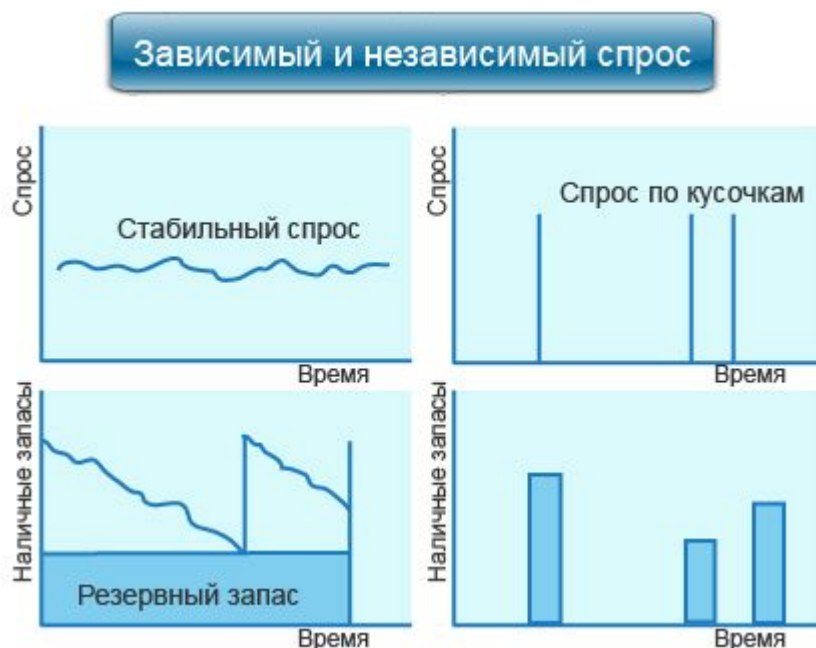 Зависимый и независимый спрос
Спрос
Стабильный спрос
Время
Спрос
Спрос по кусочкам
Время
Наличные запасы
Резервный запас
Время
Наличные запасы
Время